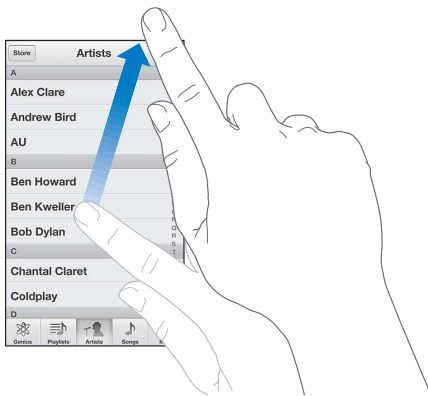 Store Artists
A
Alex Clare
Andrew Bird
AU
B
Ben Howard
Ben Kweller
Bob Dylan
Q
R
S
T
C
Chantal Claret
Coldplay
D
Genius Playlists Artists Songs